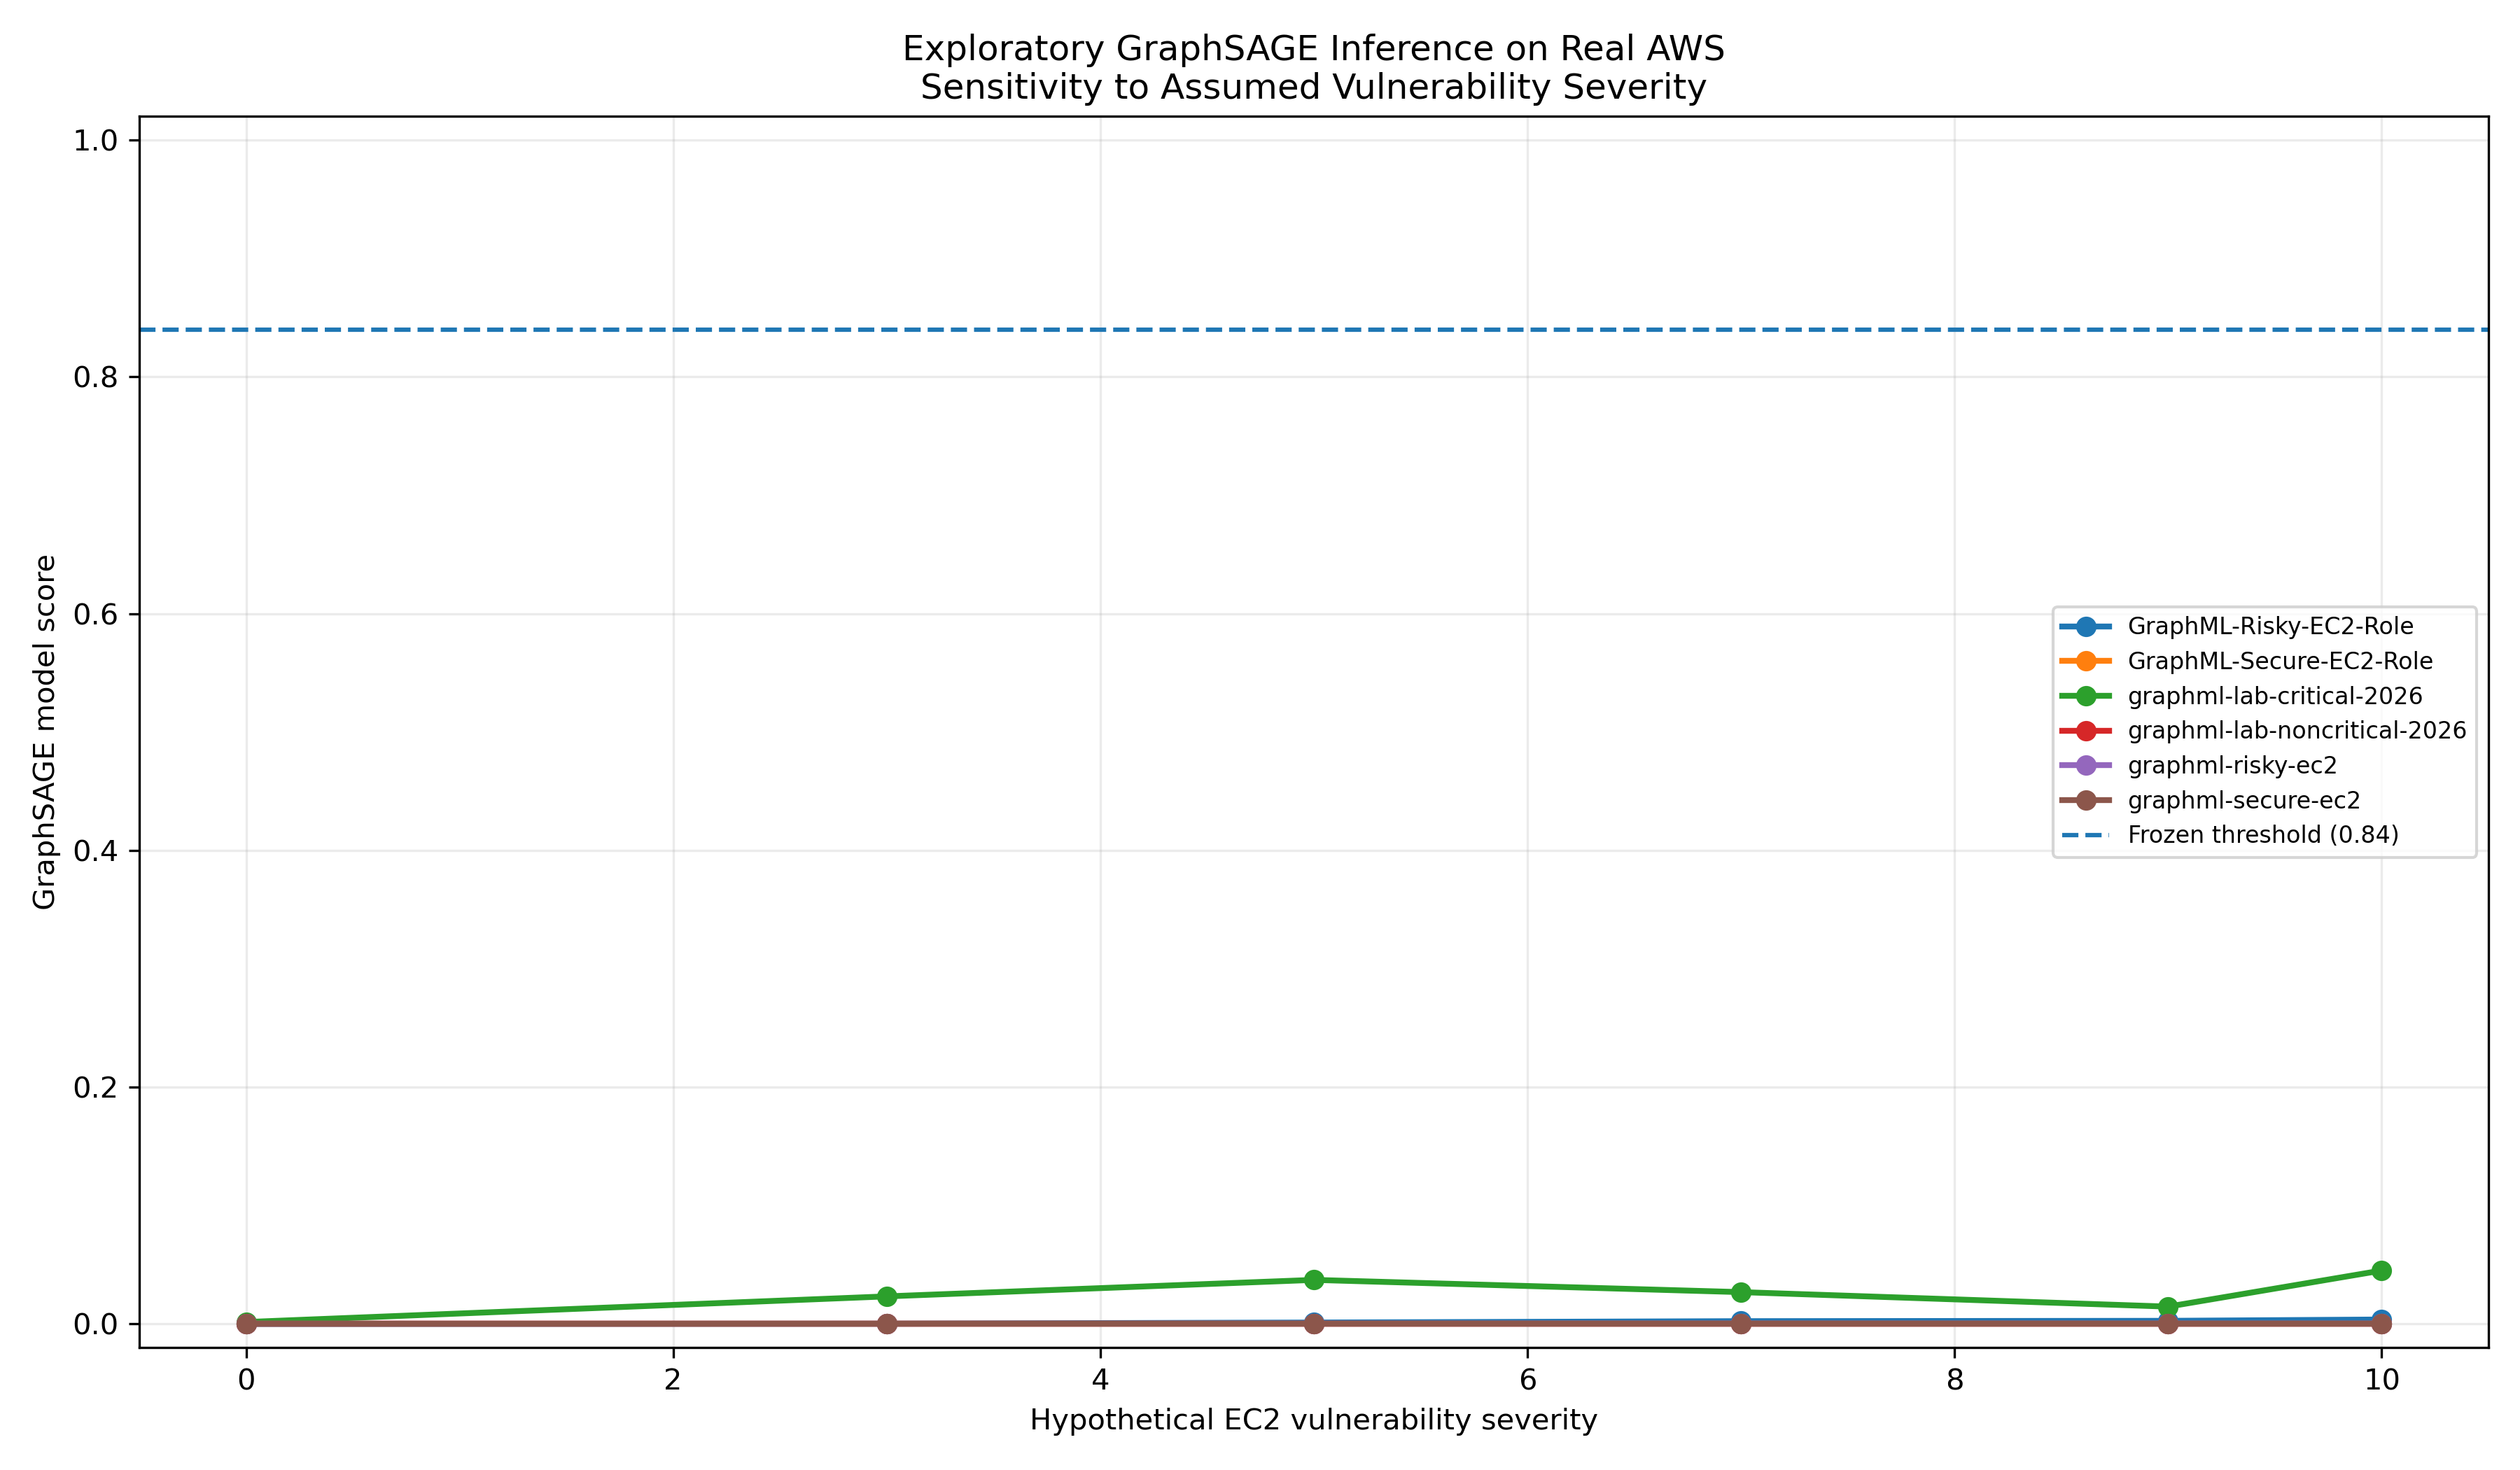 Exploratory GraphSAGE Inference on Real AWS
Sensitivity to Assumed Vulnerability Severity
GraphSAGE model score
1.0
0.8
0.6
0.4
0.2
0.0
GraphML-Risky-EC2-Role
GraphML-Secure-EC2-Role
graphml-lab-critical-2026
graphml-lab-noncritical-2026
graphml-risky-ec2
graphml-secure-ec2
Frozen threshold (0.84)
0 2 4 6 8 10
Hypothetical EC2 vulnerability severity